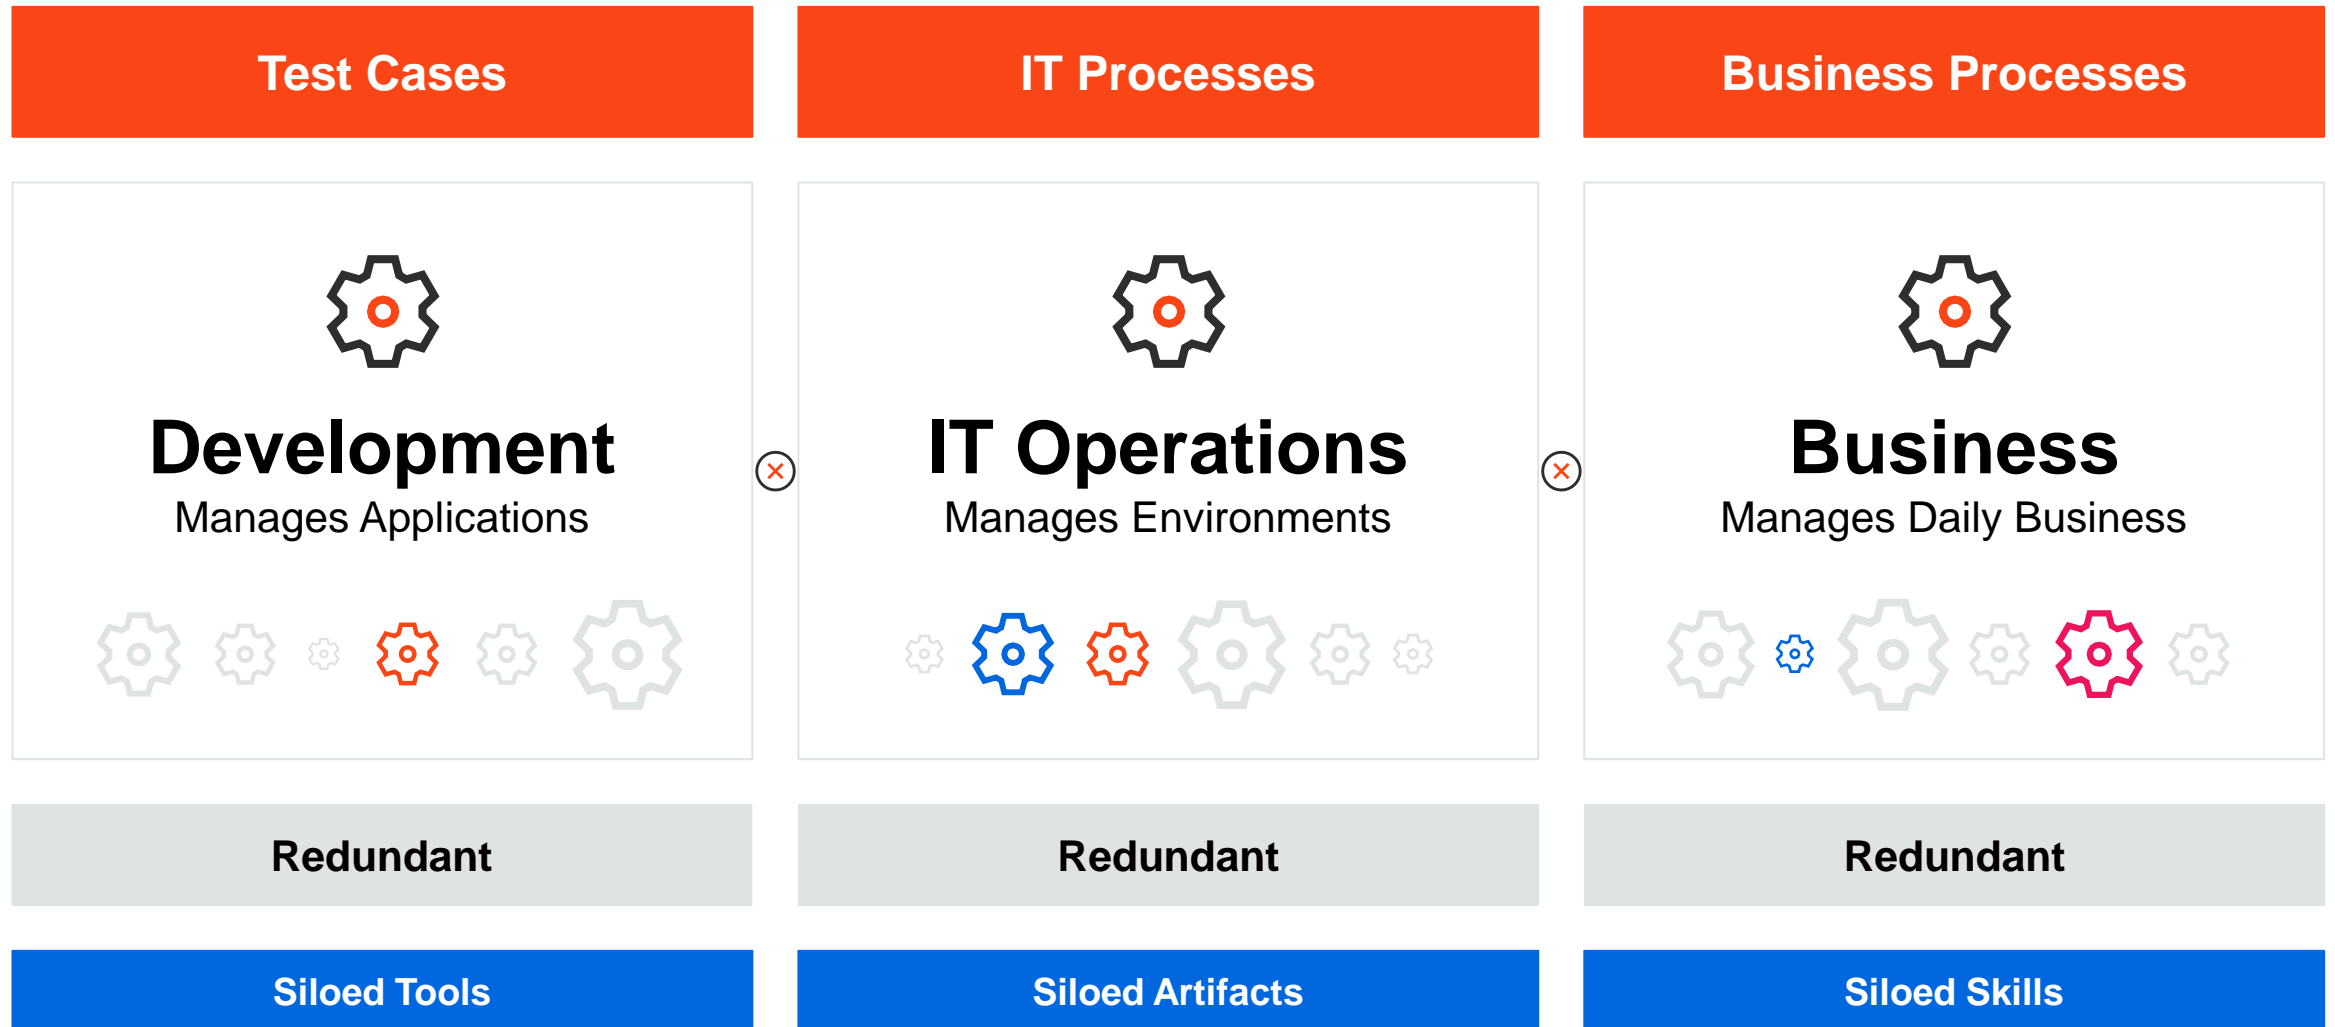 Test Cases
IT Processes
Business Processes
Development
Manages Applications
IT Operations
Manages Environments
Business
Manages Daily Business
Redundant
Redundant
Redundant
Siloed Tools
Siloed Artifacts
Siloed Skills